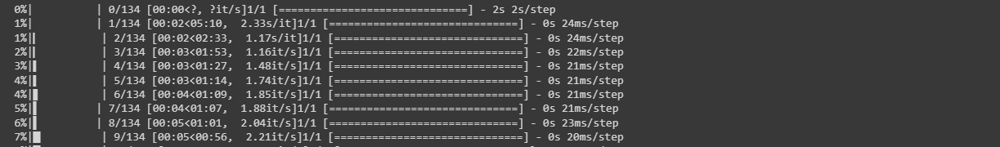 0%| | 0/134 [00:00<?, ?it/s]1/1 [==============================] - 2s 2s/step
1%| | 1/134 [00:02<05:10, 2.33s/it]1/1 [==============================] - 0s 24ms/step
1%|▏ | 2/134 [00:02<02:33, 1.17s/it]1/1 [==============================] - 0s 24ms/step
2%|▏ | 3/134 [00:03<01:53, 1.16it/s]1/1 [==============================] - 0s 22ms/step
3%|▎ | 4/134 [00:03<01:27, 1.48it/s]1/1 [==============================] - 0s 21ms/step
4%|▎ | 5/134 [00:03<01:14, 1.74it/s]1/1 [==============================] - 0s 21ms/step
4%|▍ | 6/134 [00:04<01:09, 1.85it/s]1/1 [==============================] - 0s 21ms/step
5%|▌ | 7/134 [00:04<01:07, 1.88it/s]1/1 [==============================] - 0s 21ms/step
6%|▌ | 8/134 [00:05<01:01, 2.04it/s]1/1 [==============================] - 0s 23ms/step
7%|▋ | 9/134 [00:05<00:56, 2.21it/s]1/1 [==============================] - 0s 20ms/step